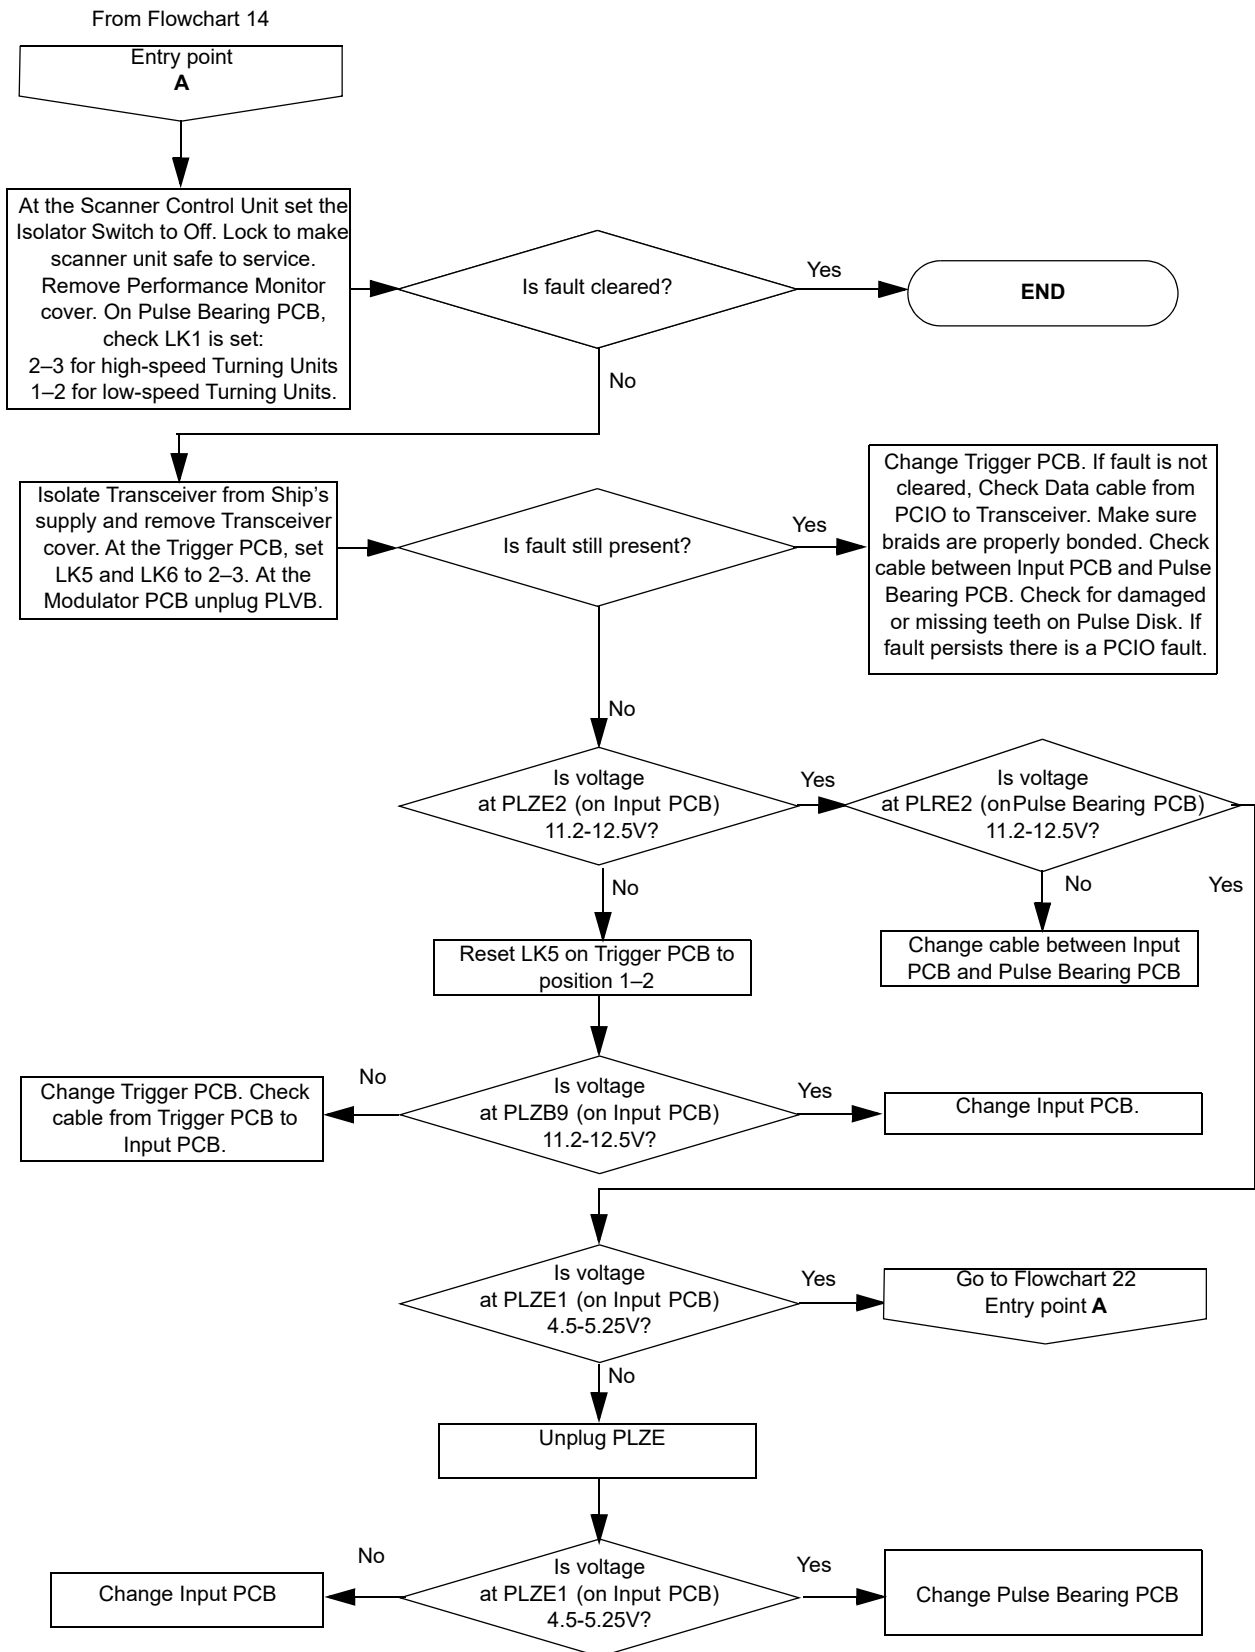 From Flowchart 14
Entry point
A
At the Scanner Control Unit set the
Isolator Switch to Off. Lock to make
scanner unit safe to service.
Remove Performance Monitor
cover. On Pulse Bearing PCB,
check LK1 is set:
2–3 for high-speed Turning Units
1–2 for low-speed Turning Units.
Is fault cleared?
Yes
END
No
Isolate Transceiver from Ship's
supply and remove Transceiver
cover. At the Trigger PCB, set
LK5 and LK6 to 2–3. At the
Modulator PCB unplug PLVB.
Is fault still present?
Yes
Change Trigger PCB. If fault is not
cleared, Check Data cable from
PCIO to Transceiver. Make sure
braids are properly bonded. Check
cable between Input PCB and Pulse
Bearing PCB. Check for damaged
or missing teeth on Pulse Disk. If
fault persists there is a PCIO fault.
No
Is voltage
at PLZE2 (on Input PCB)
11.2-12.5V?
Yes
Is voltage
at PLRE2 (on Pulse Bearing PCB)
11.2-12.5V?
No
Yes
No
Reset LK5 on Trigger PCB to
position 1–2
Change cable between Input
PCB and Pulse Bearing PCB
Is voltage
at PLZB9 (on Input PCB)
11.2-12.5V?
No
Change Trigger PCB. Check
cable from Trigger PCB to
Input PCB.
Yes
Change Input PCB.
Is voltage
at PLZE1 (on Input PCB)
4.5-5.25V?
Yes
Go to Flowchart 22
Entry point A
No
Unplug PLZE
Is voltage
at PLZE1 (on Input PCB)
4.5-5.25V?
No
Change Input PCB
Yes
Change Pulse Bearing PCB